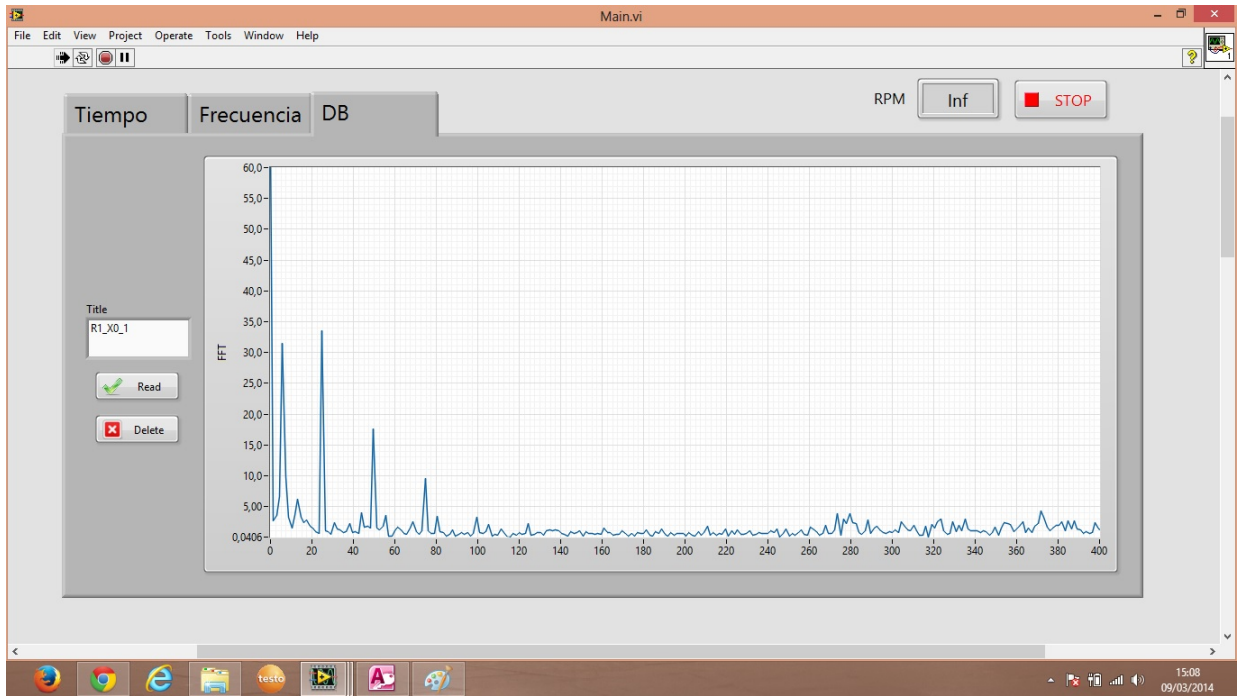 Main.vi
File Edit View Project Operate Tools Window Help
Tiempo Frecuencia DB
RPM Inf STOP
Title
R1_X0_1
Read
Delete
FFT
60,0
55,0
50,0
45,0
40,0
35,0
30,0
25,0
20,0
15,0
10,0
5,00
0,0406
0 20 40 60 80 100 120 140 160 180 200 220 240 260 280 300 320 340 360 380 400
testo
15:08
09/03/2014